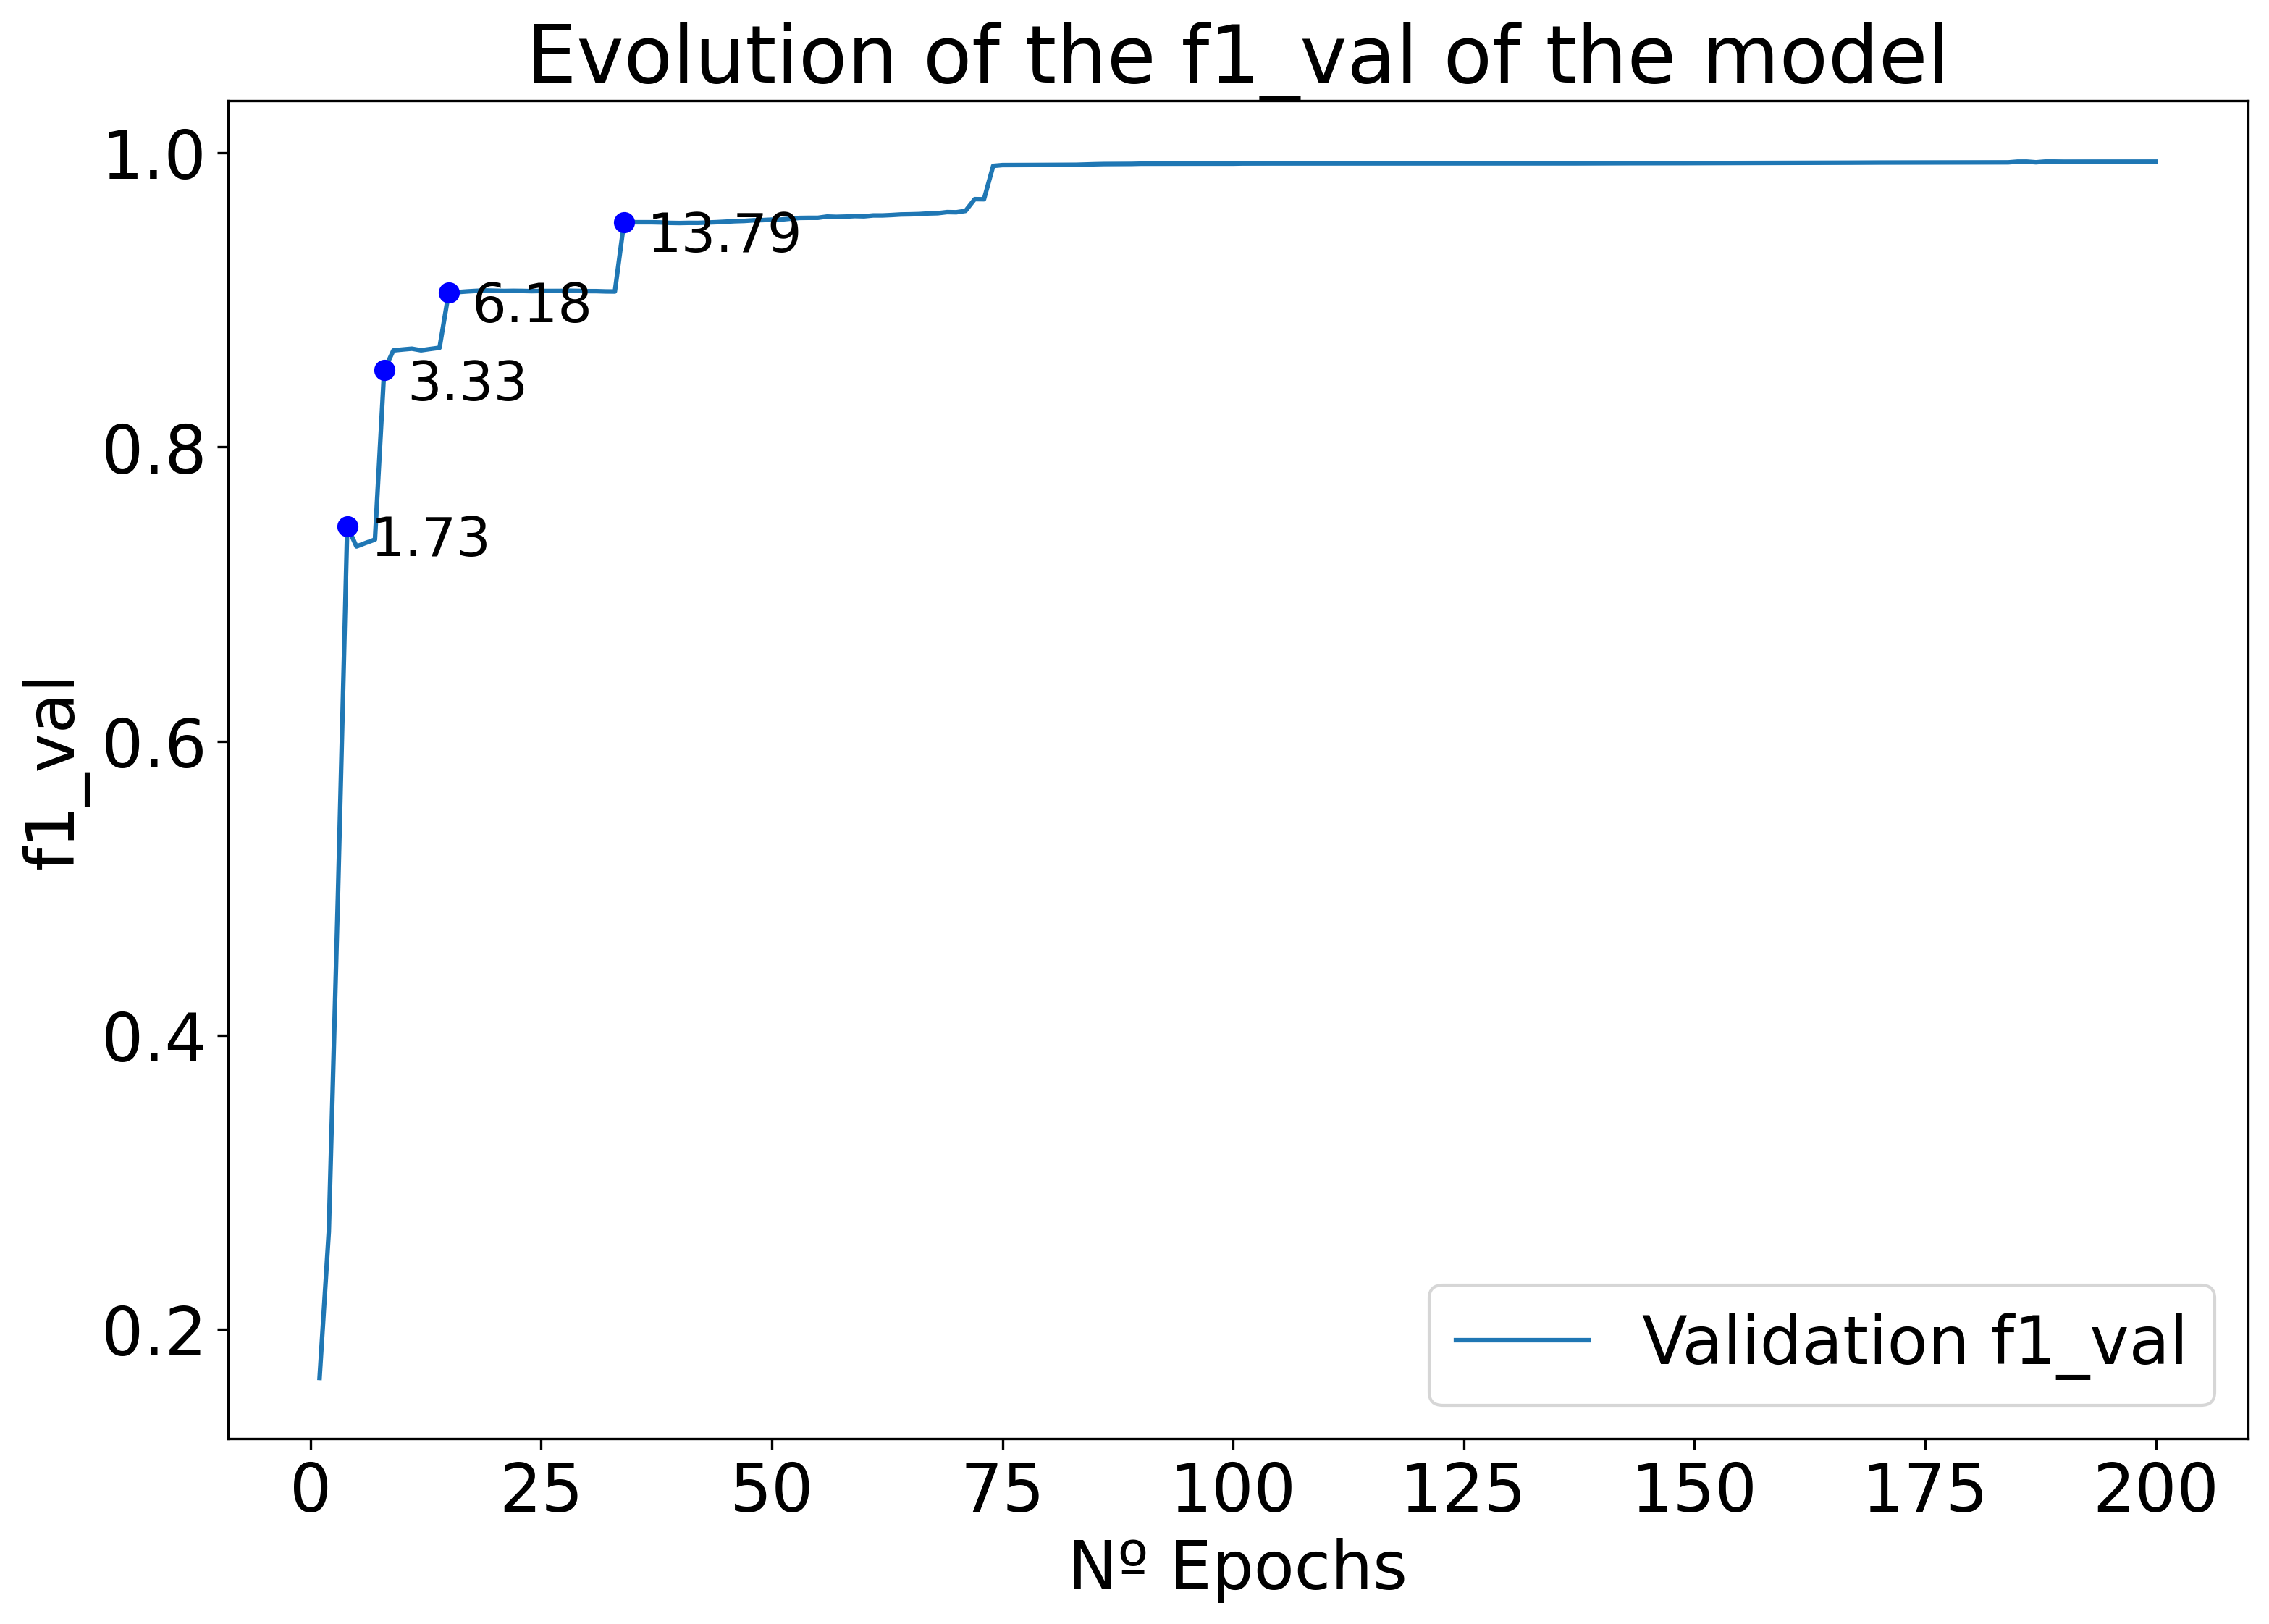 Evolution of the f1_val of the model
f1_val
1.0
0.8
0.6
0.4
0.2
13.79
6.18
3.33
1.73
Validation f1_val
0 25 50 75 100 125 150 175 200
Nº Epochs